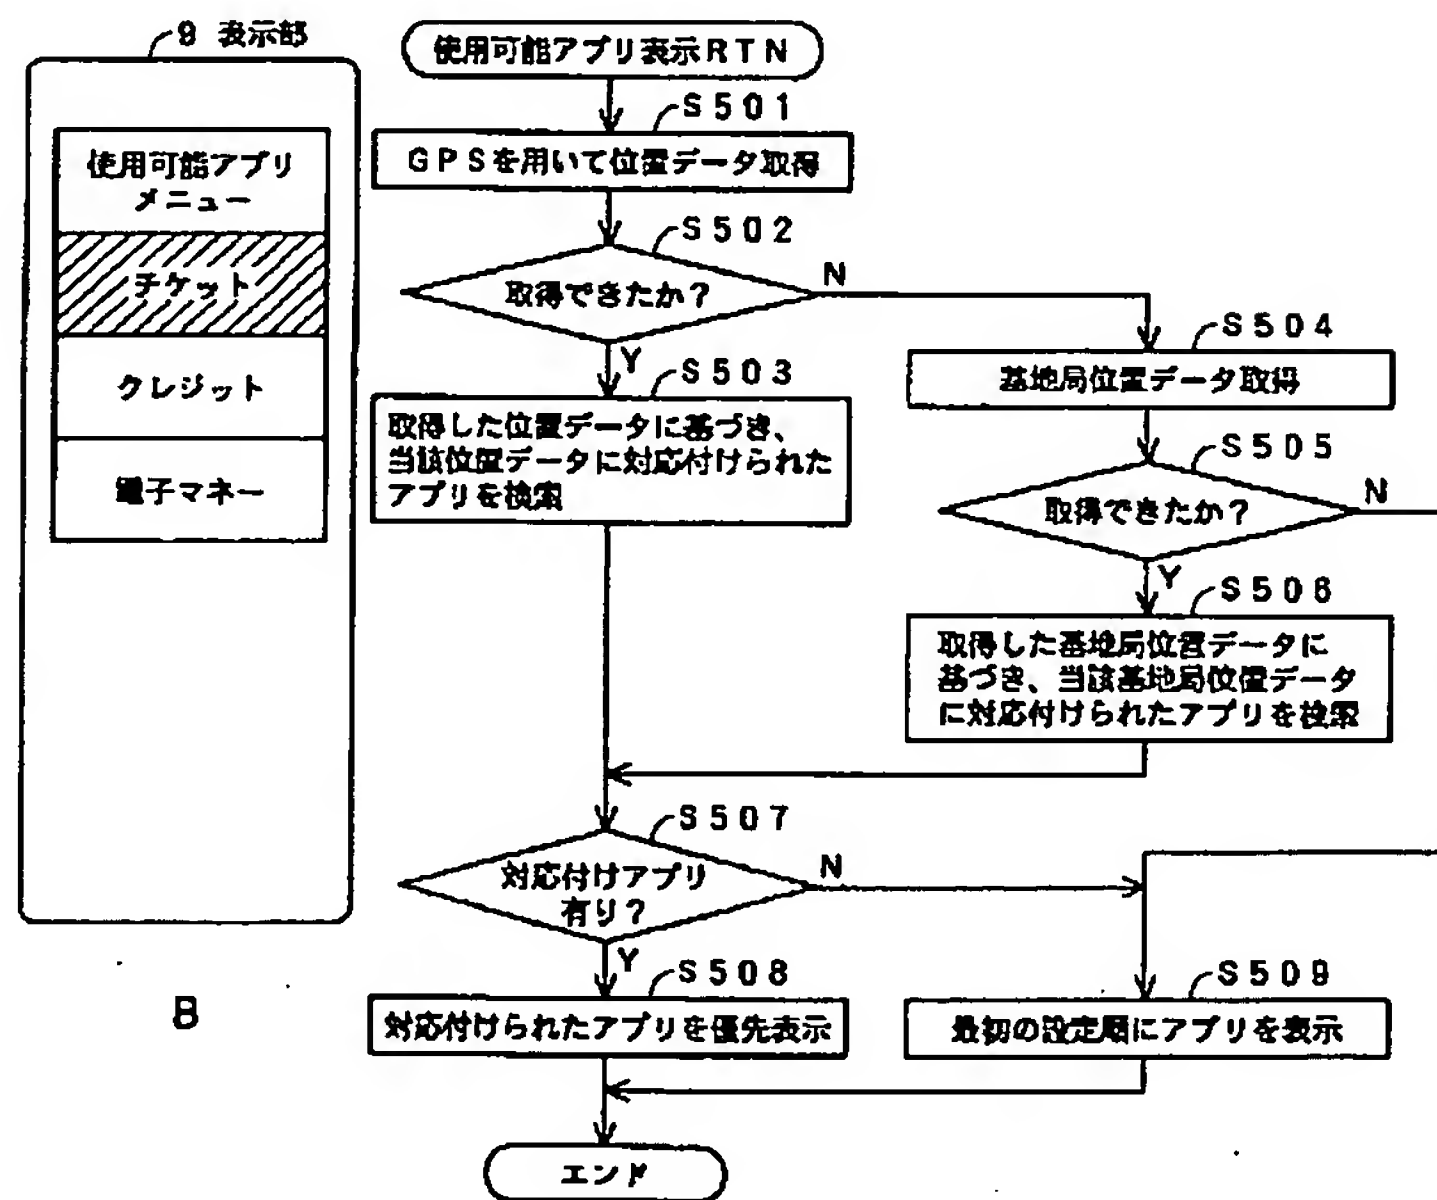 9 表示部
使用可能アプリ
メニュー
チケット
クレジット
電子マネー
B
使用可能アプリ表示RTN
S501
GPSを用いて位置データ取得
S502
取得できたか？
N
Y
S503
取得した位置データに基づき、
当該位置データに対応付けられた
アプリを検索
S504
基地局位置データ取得
S505
取得できたか？
N
Y
S506
取得した基地局位置データに
基づき、当該基地局位置データ
に対応付けられたアプリを検索
S507
対応付けアプリ
有り？
N
Y
S508
対応付けられたアプリを優先表示
S509
最初の設定順にアプリを表示
エンド